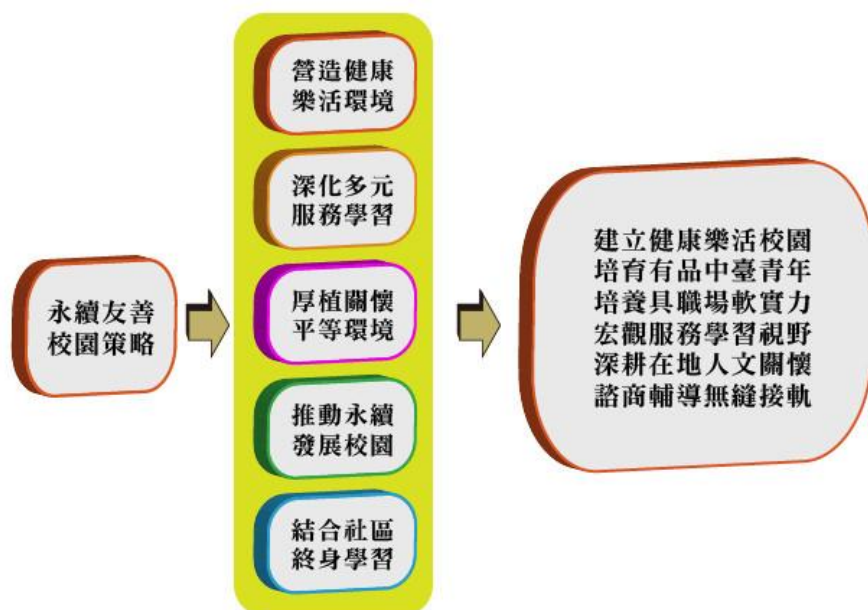 永續友善
校園策略
營造健康
樂活環境
深化多元
服務學習
厚植關懷
平等環境
推動永續
發展校園
結合社區
終身學習
建立健康樂活校園
培育有品中臺青年
培養具職場軟實力
宏觀服務學習視野
深耕在地人文關懷
諮商輔導無縫接軌